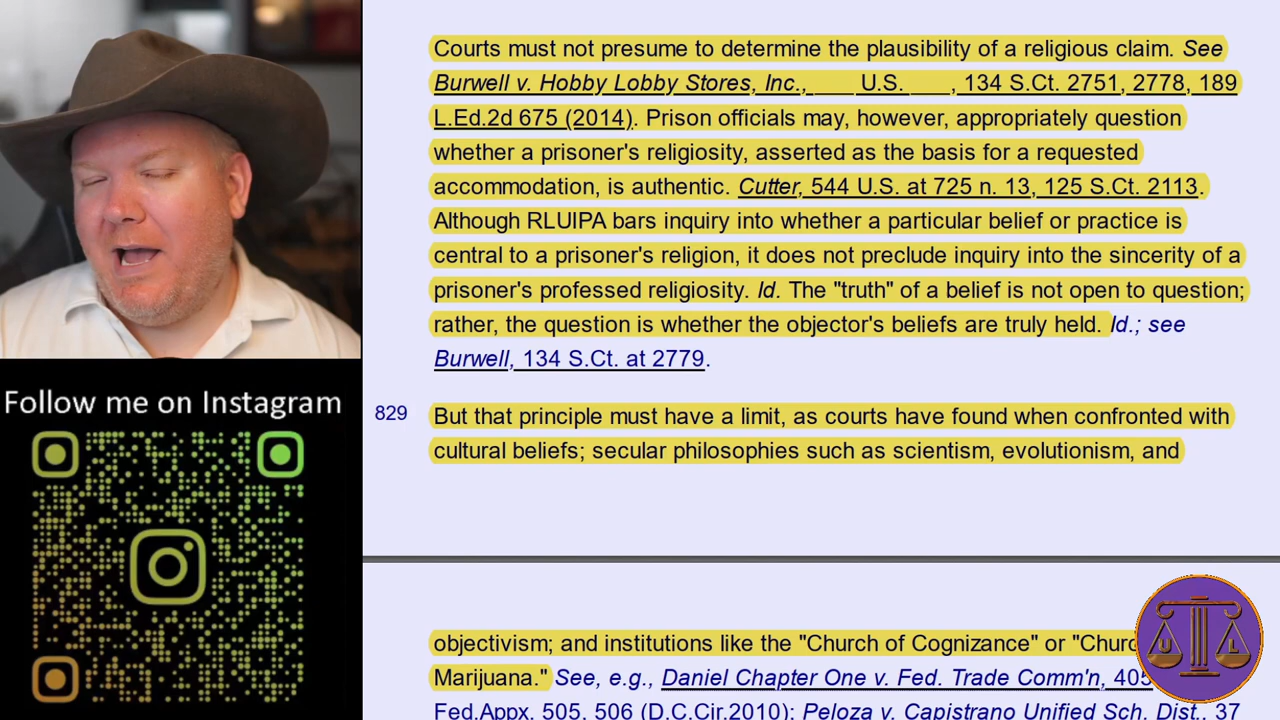 Courts must not presume to determine the plausibility of a religious claim. See
Burwell v. Hobby Lobby Stores, Inc., ___ U.S. ___, 134 S.Ct. 2751, 2778, 189
L.Ed.2d 675 (2014). Prison officials may, however, appropriately question
whether a prisoner's religiosity, asserted as the basis for a requested
accommodation, is authentic. Cutter, 544 U.S. at 725 n. 13, 125 S.Ct. 2113.
Although RLUIPA bars inquiry into whether a particular belief or practice is
central to a prisoner's religion, it does not preclude inquiry into the sincerity of a
prisoner's professed religiosity. Id. The "truth" of a belief is not open to question;
rather, the question is whether the objector's beliefs are truly held. Id.; see
Burwell, 134 S.Ct. at 2779.
829
But that principle must have a limit, as courts have found when confronted with
cultural beliefs; secular philosophies such as scientism, evolutionism, and
objectivism; and institutions like the "Church of Cognizance" or
Marijuana." See, e.g., Daniel Chapter One v. Fed. Trade Comm'n, 405
Fed.Appx. 505, 506 (D.C.Cir.2010); Peloza v. Capistrano Unified Sch. Dist., 37
Follow me on Instagram
U L